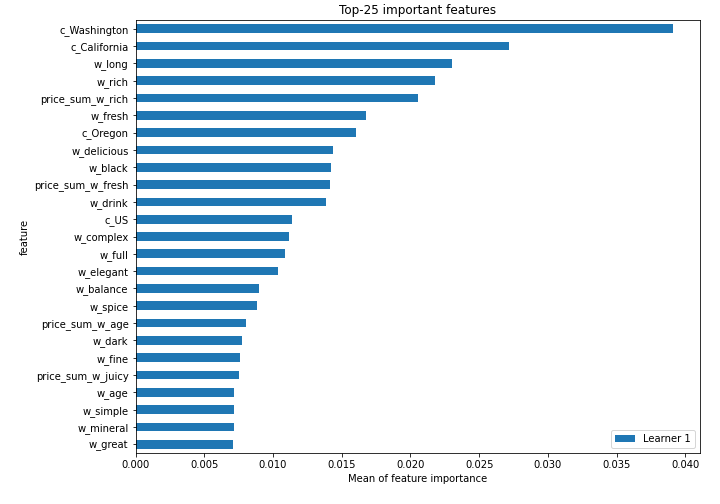 Top-25 important features
c_Washington
c_California
w_long
w_rich
price_sum_w_rich
w_fresh
c_Oregon
w_delicious
w_black
price_sum_w_fresh
w_drink
c_US
w_complex
w_full
w_elegant
w_balance
w_spice
price_sum_w_age
w_dark
w_fine
price_sum_w_juicy
w_age
w_simple
w_mineral
w_great
feature
Learner 1
0.000 0.005 0.010 0.015 0.020 0.025 0.030 0.035 0.040
Mean of feature importance